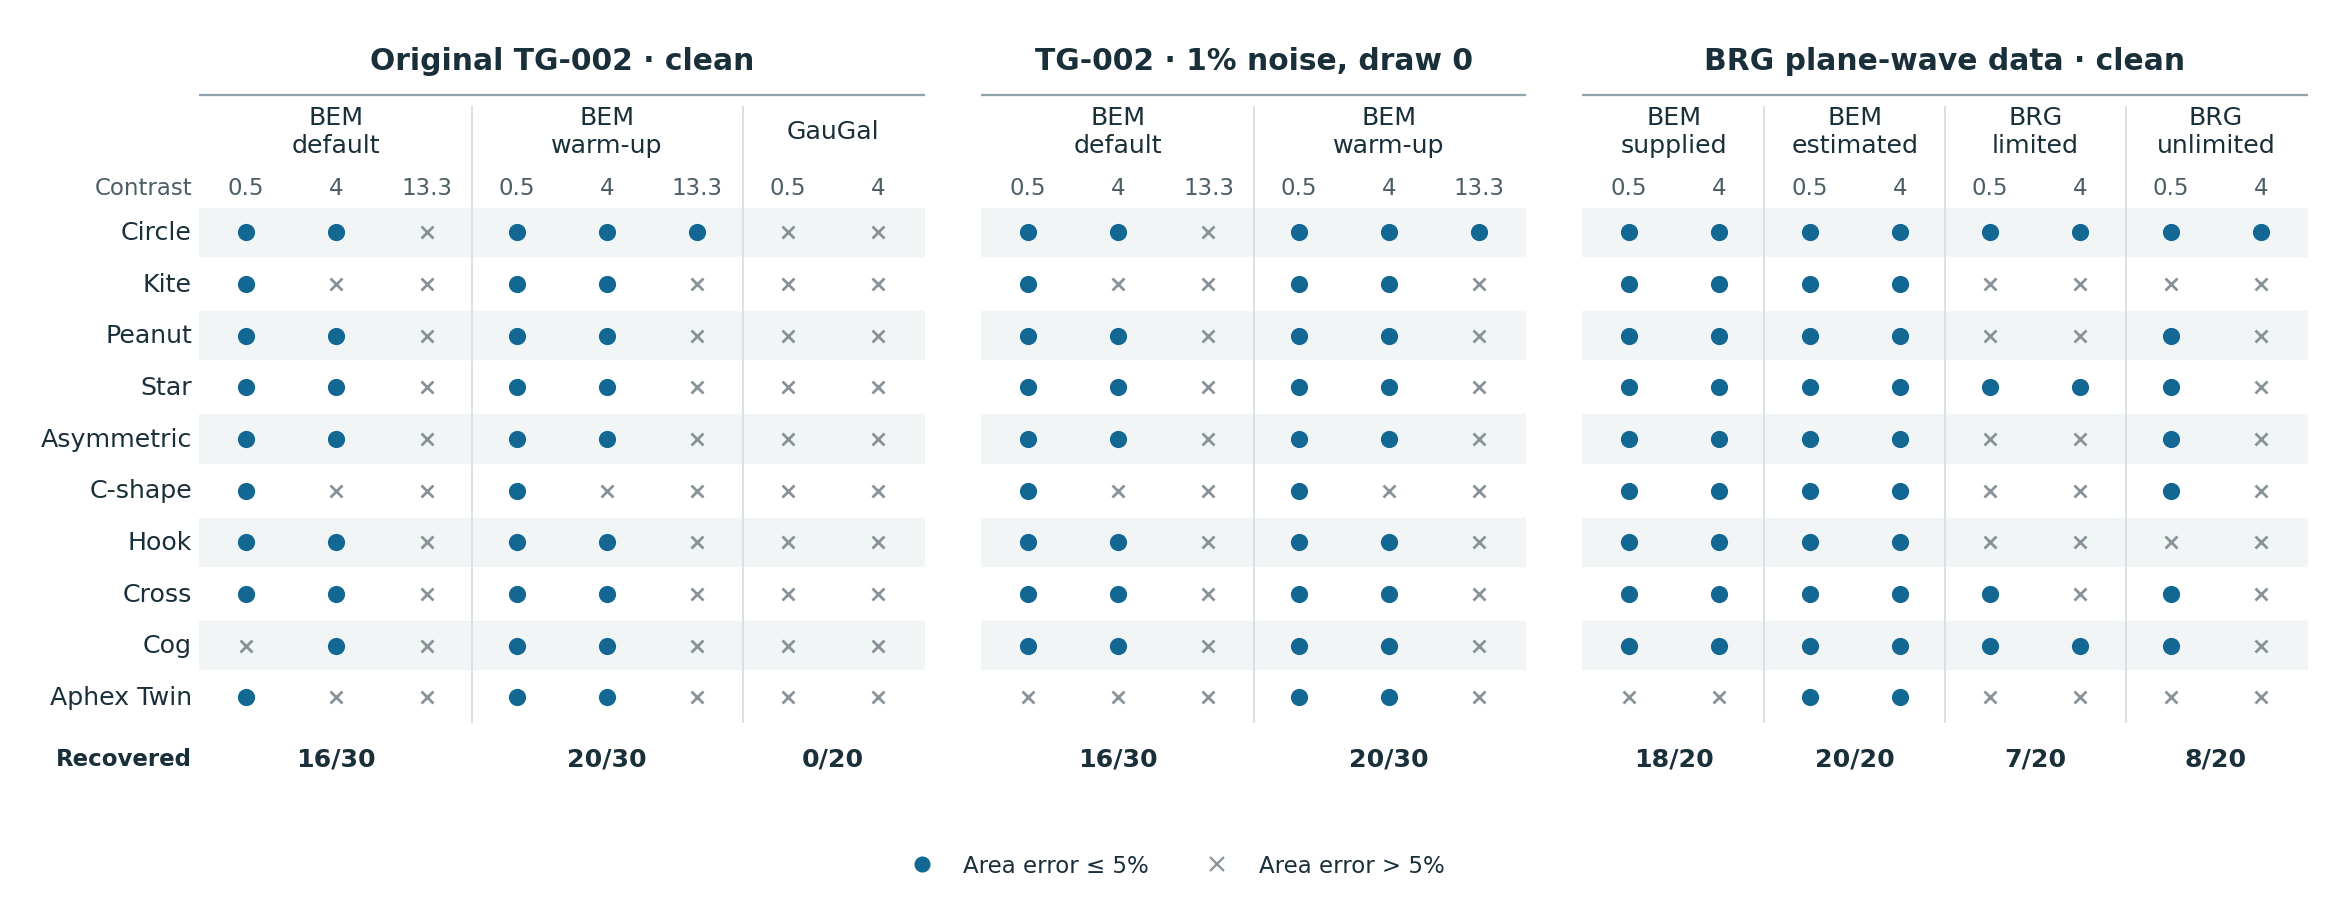 Original TG-002 · clean
TG-002 · 1% noise, draw 0
BRG plane-wave data · clean
BEM default
BEM warm-up
GauGal
BEM default
BEM warm-up
BEM supplied
BEM estimated
BRG limited
BRG unlimited
Contrast 0.5 4 13.3 0.5 4 13.3 0.5 4 0.5 4 13.3 0.5 4 13.3 0.5 4 0.5 4 0.5 4 0.5 4
Circle
Kite
Peanut
Star
Asymmetric
C-shape
Hook
Cross
Cog
Aphex Twin
Recovered 16/30 20/30 0/20 16/30 20/30 18/20 20/20 7/20 8/20
Area error ≤ 5%
Area error > 5%